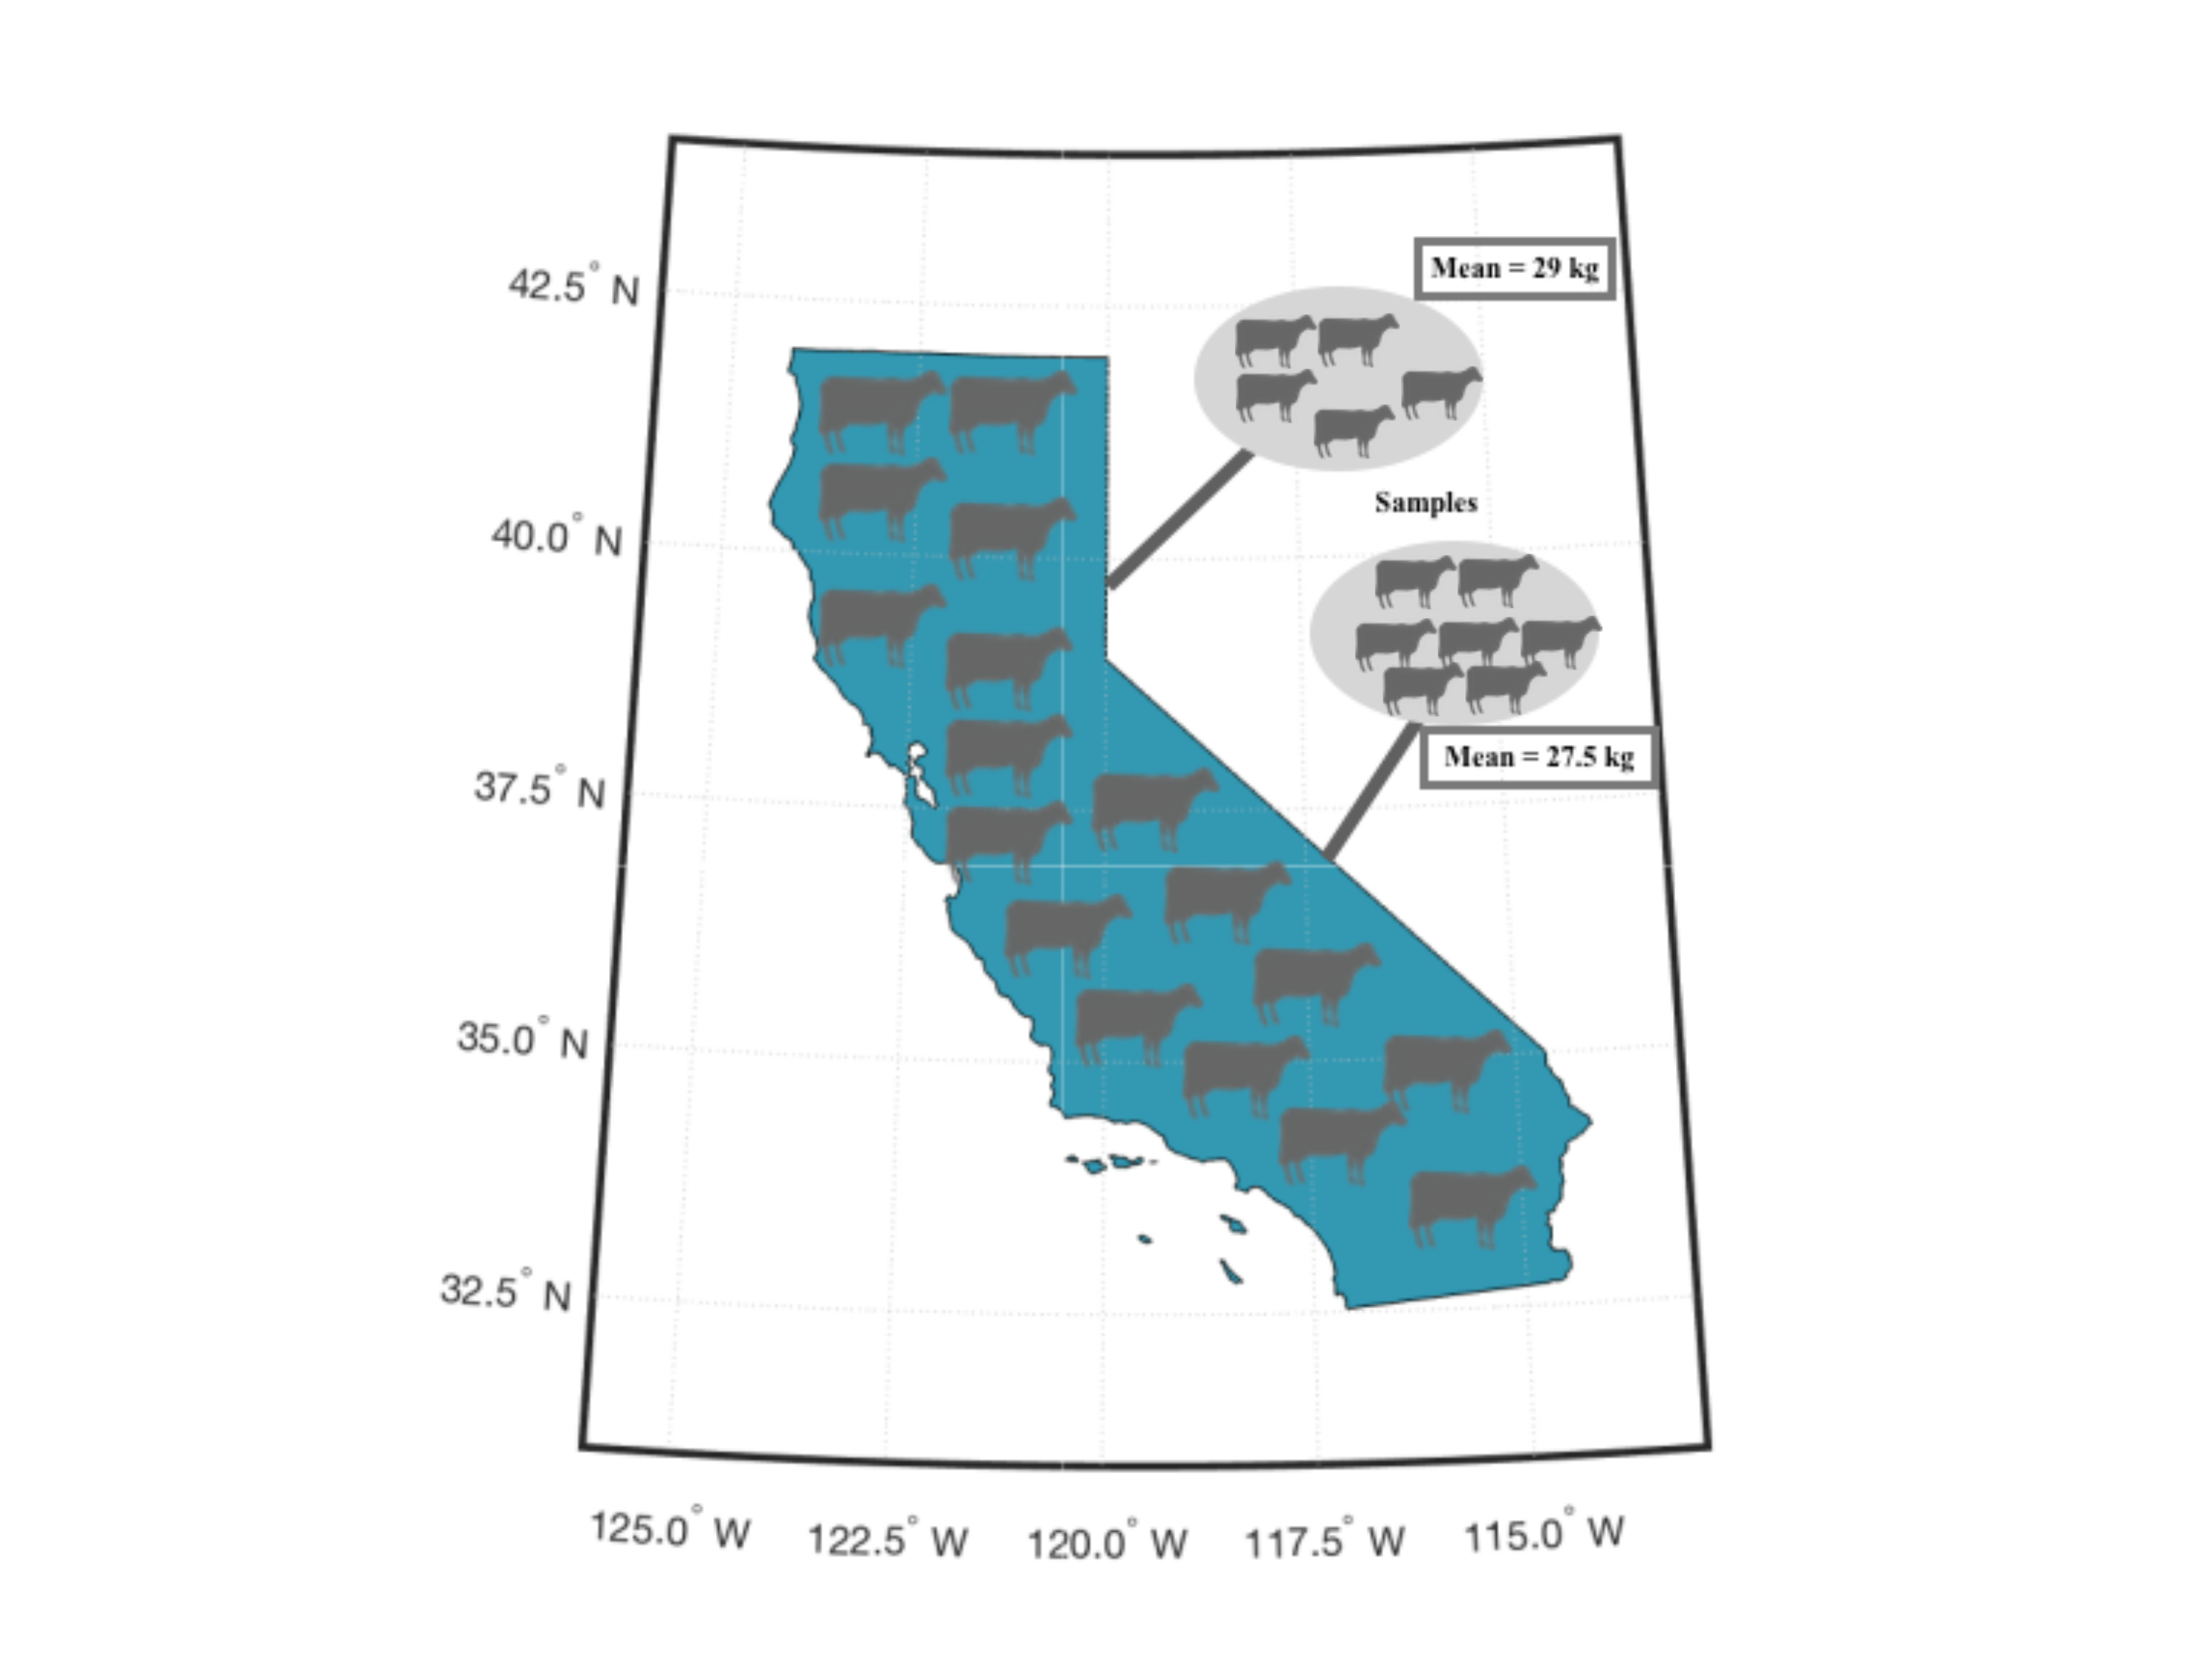 Mean = 29 kg
42.5° N
Samples
40.0° N
Mean = 27.5 kg
37.5° N
35.0° N
32.5° N
125.0° W 122.5° W 120.0° W 117.5° W 115.0° W